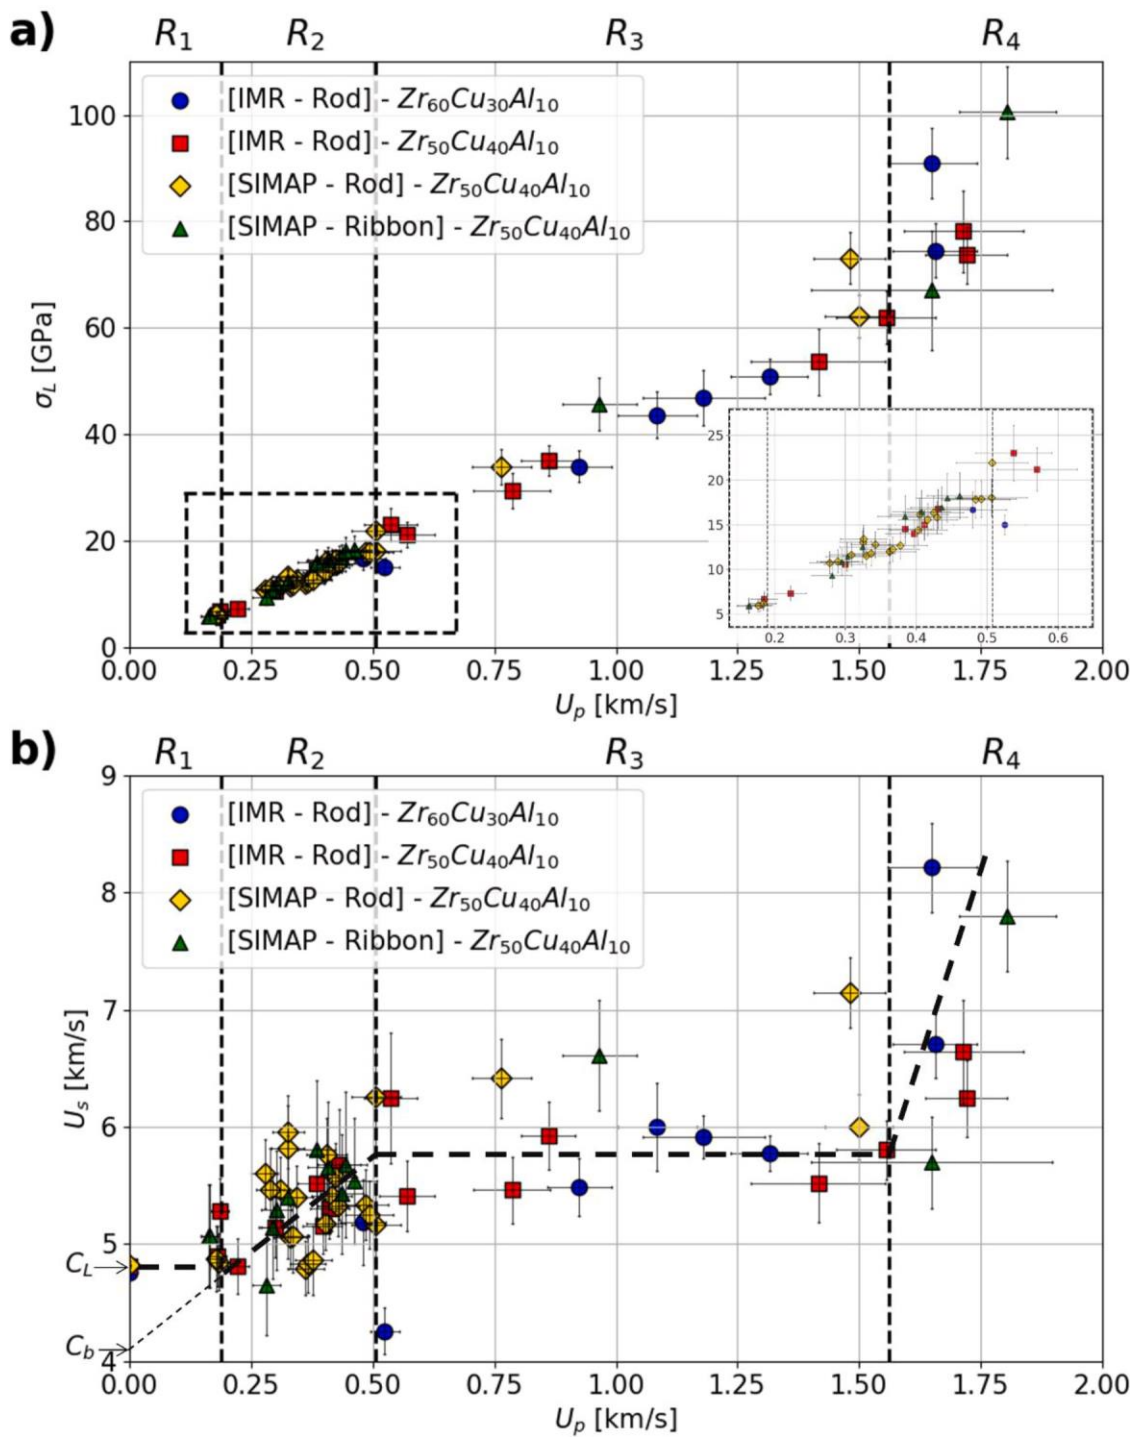 a)
R1 R2 R3 R4
[IMR - Rod] - Zr60Cu30Al10
[IMR - Rod] - Zr50Cu40Al10
[SIMAP - Rod] - Zr50Cu40Al10
[SIMAP - Ribbon] - Zr50Cu40Al10
σL [GPa]
100
80
60
40
20
0
25
20
15
10
5
0.2 0.3 0.4 0.5 0.6
0.00 0.25 0.50 0.75 1.00 1.25 1.50 1.75 2.00
Up [km/s]
b)
R1 R2 R3 R4
[IMR - Rod] - Zr60Cu30Al10
[IMR - Rod] - Zr50Cu40Al10
[SIMAP - Rod] - Zr50Cu40Al10
[SIMAP - Ribbon] - Zr50Cu40Al10
Us [km/s]
9
8
7
6
5
CL
Cb
4
0.00 0.25 0.50 0.75 1.00 1.25 1.50 1.75 2.00
Up [km/s]